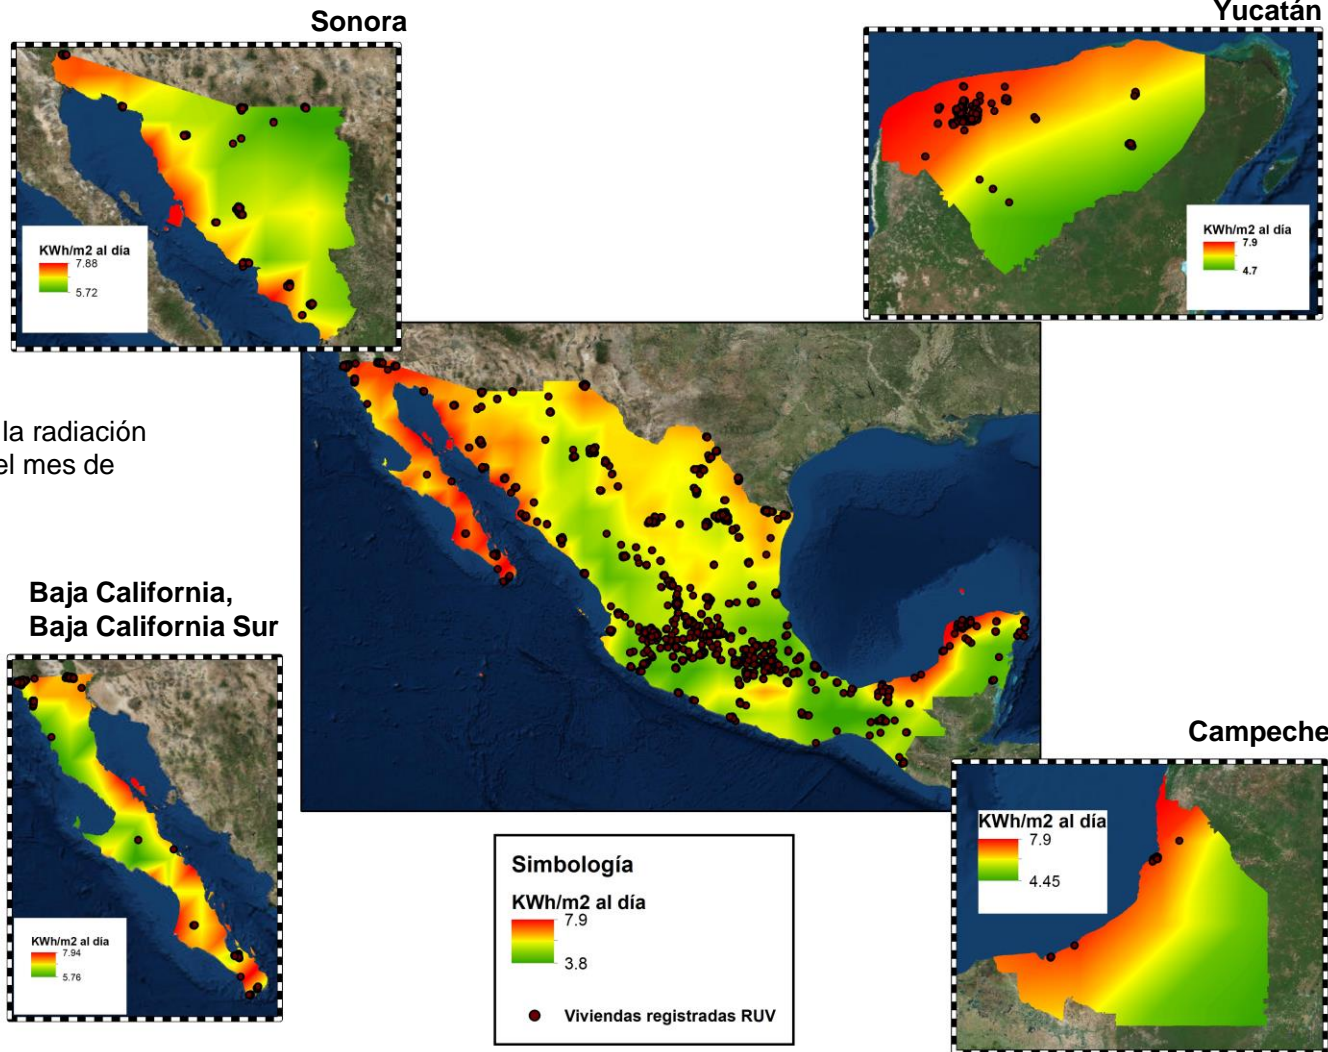 Sonora
KWh/m2 al día
7.88
5.72
Yucatán
KWh/m2 al día
7.9
4.7
la radiación
el mes de
Baja California,
Baja California Sur
KWh/m2 al día
7.94
5.76
Simbología
KWh/m2 al día
7.9
3.8
Viviendas registradas RUV
Campeche
KWh/m2 al día
7.9
4.45